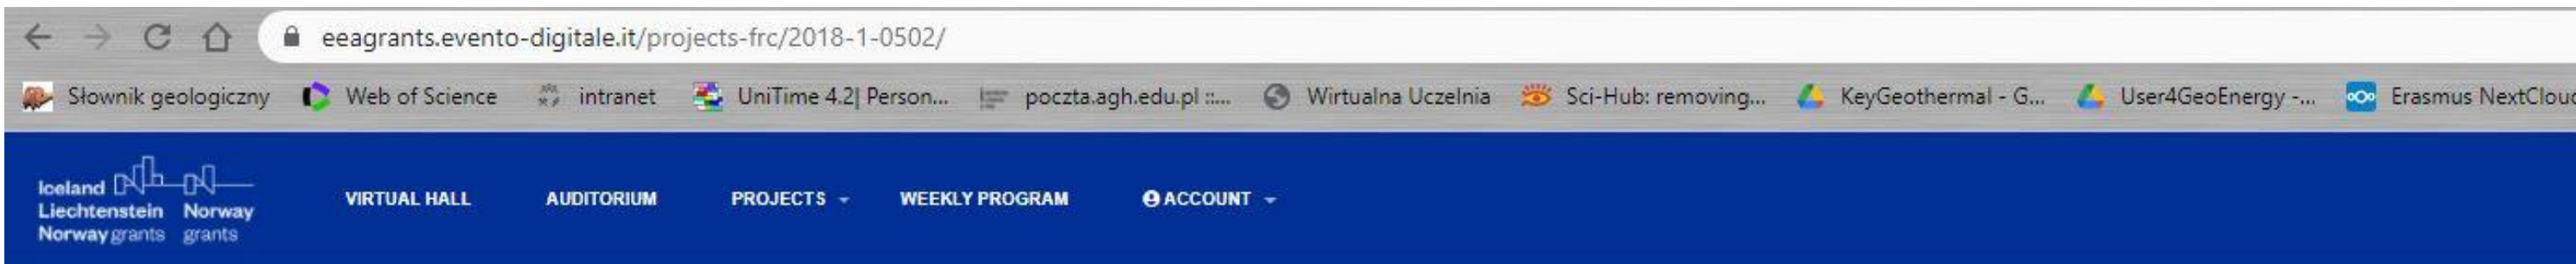 eeagrants.evento-digitale.it/projects-frc/2018-1-0502/
Słownik geologiczny Web of Science intranet UniTime 4.2| Person... poczta.agh.edu.pl ::... Wirtualna Uczelnia Sci-Hub: removing... KeyGeothermal - G... User4GeoEnergy -... Erasmus NextCloud
Iceland
Liechtenstein Norway
Norway grants grants
VIRTUAL HALL AUDITORIUM PROJECTS WEEKLY PROGRAM ACCOUNT